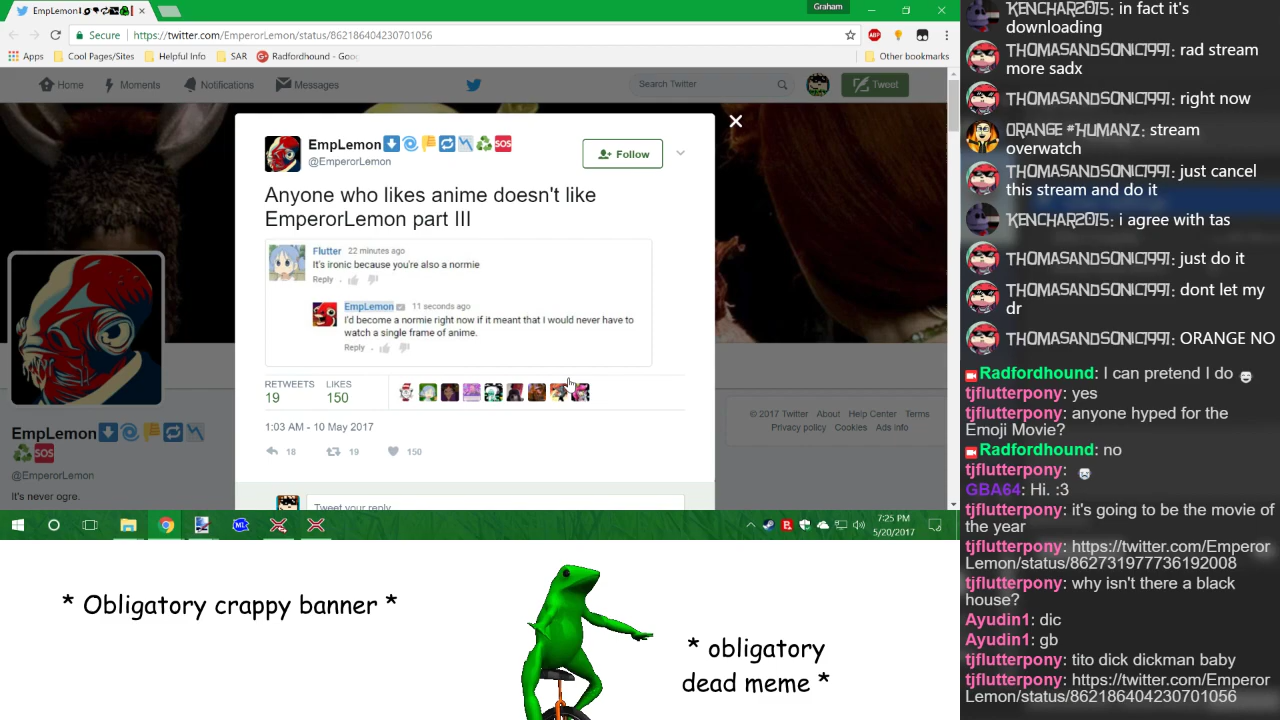 EmpLemon
Graham
Secure
https://twitter.com/EmperorLemon/status/862186404230701056
Apps
Cool Pages/Sites
Helpful Info
SAR
Radfordhound - Goo
Other bookmarks
Home
Moments
Notifications
Messages
Search Twitter
Tweet
EmpLemon
@EmperorLemon
Follow
Anyone who likes anime doesn't like
EmperorLemon part III
Flutter 22 minutes ago
It's ironic because you're also a normie
Reply
EmpLemon 11 seconds ago
I'd become a normie right now if it meant that I would never have to
watch a single frame of anime.
Reply
RETWEETS
19
LIKES
150
1:03 AM - 10 May 2017
18
19
150
Tweet your reply
EmpLemon
SOS
@EmperorLemon
It's never ogre.
© 2017 Twitter About Help Center Terms
Privacy policy Cookies Ads info
7:25 PM
5/20/2017
* Obligatory crappy banner *
* obligatory
dead meme *
KENCHAR2015: in fact it's
downloading
THOMASANDSONIC1991: rad stream
more sadx
THOMASANDSONIC1991: right now
ORANGE #HUMANZ: stream
overwatch
THOMASANDSONIC1991: just cancel
this stream and do it
KENCHAR2015: i agree with tas
THOMASANDSONIC1991: just do it
THOMASANDSONIC1991: dont let my
dr
THOMASANDSONIC1991: ORANGE NO
Radfordhound: I can pretend I do
tjflutterpony: yes
tjflutterpony: anyone hyped for the
Emoji Movie?
Radfordhound: no
tjflutterpony:
GBA64: Hi. :3
tjflutterpony: it's going to be the movie of
the year
tjflutterpony: https://twitter.com/Emperor
Lemon/status/862731977736192008
tjflutterpony: why isn't there a black
house?
Ayudin1: dic
Ayudin1: gb
tjflutterpony: tito dick dickman baby
tjflutterpony: https://twitter.com/Emperor
Lemon/status/862186404230701056